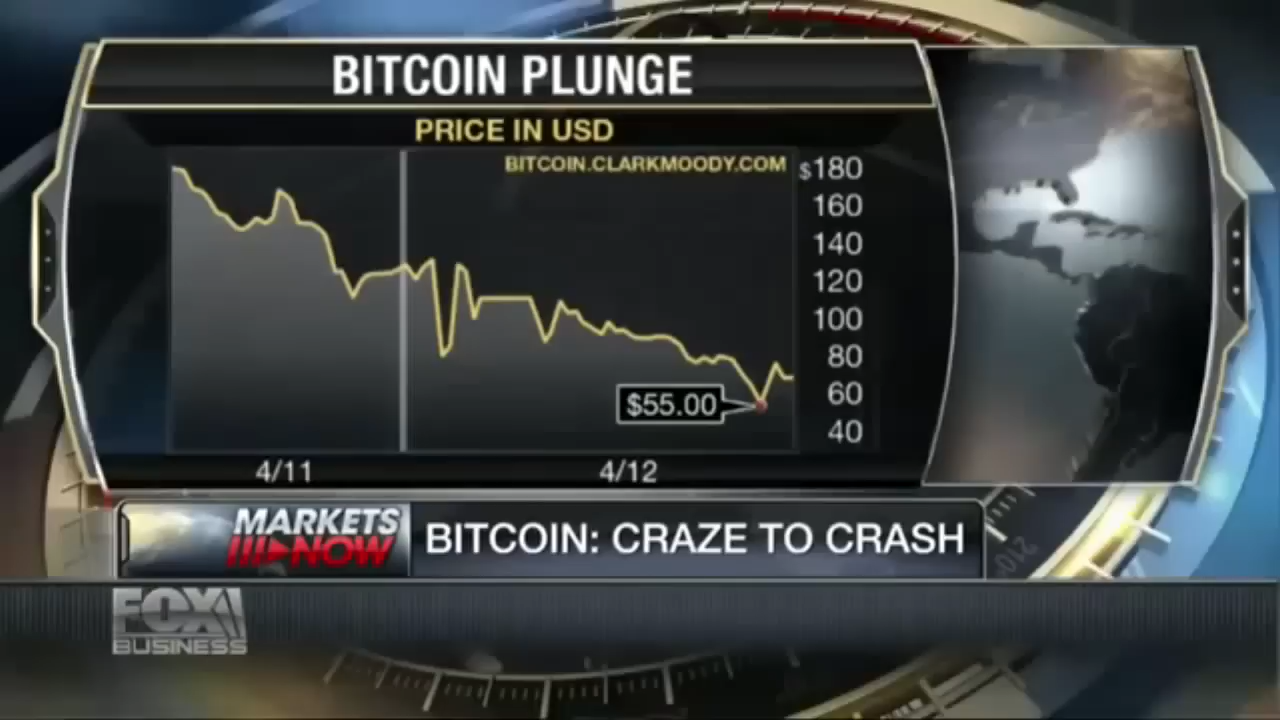 BITCOIN PLUNGE
PRICE IN USD
BITCOIN.CLARKMOODY.COM
$180
160
140
120
100
80
60
40
$55.00
4/11 4/12
MARKETS
NOW
BITCOIN: CRAZE TO CRASH
210
FOX
BUSINESS